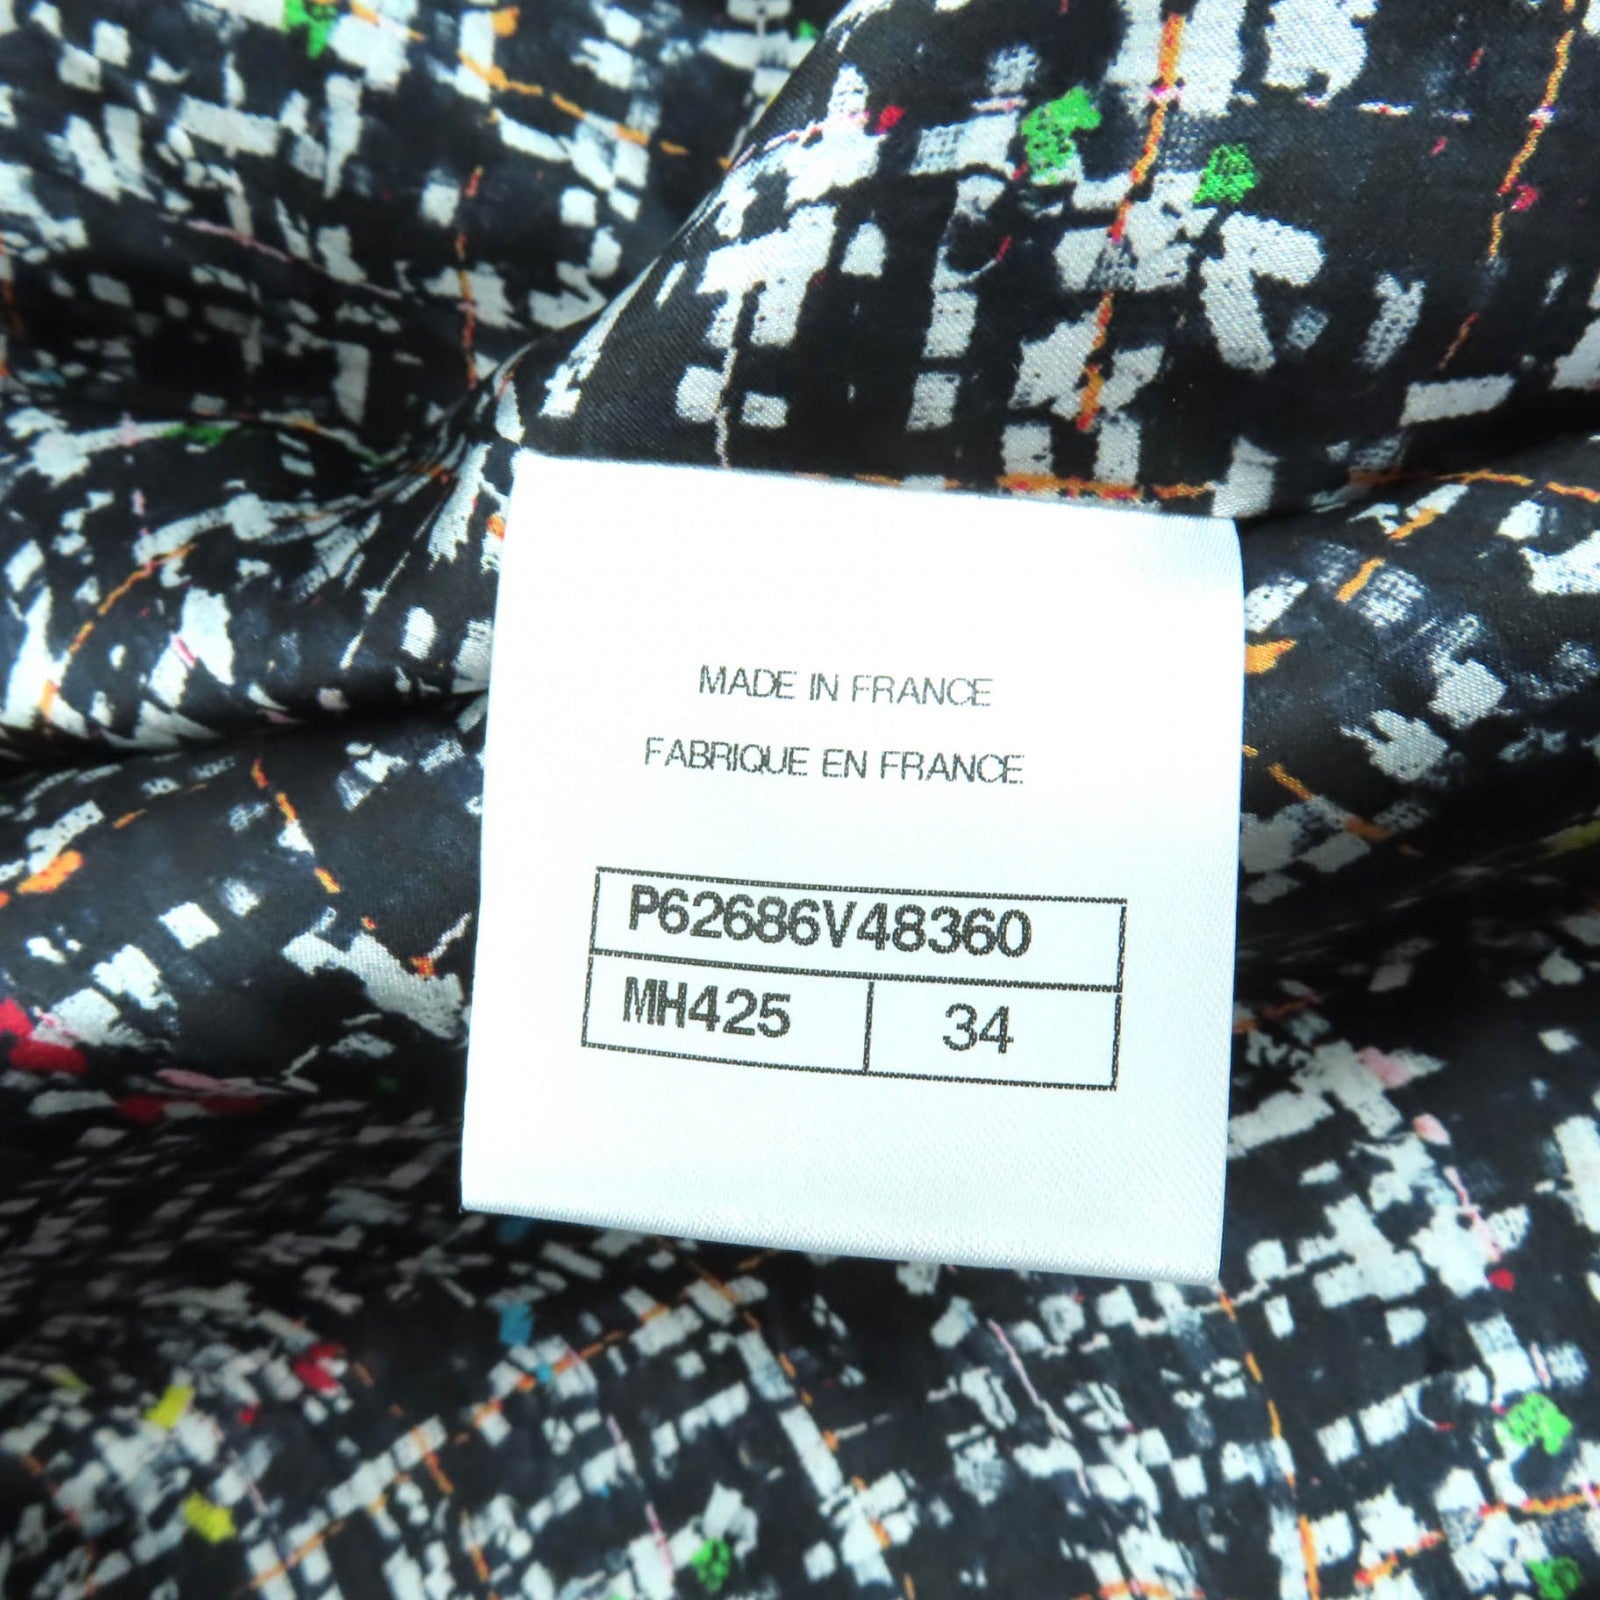 MADE IN FRANCE
FABRIQUE EN FRANCE
P62686V48360
MH425 34